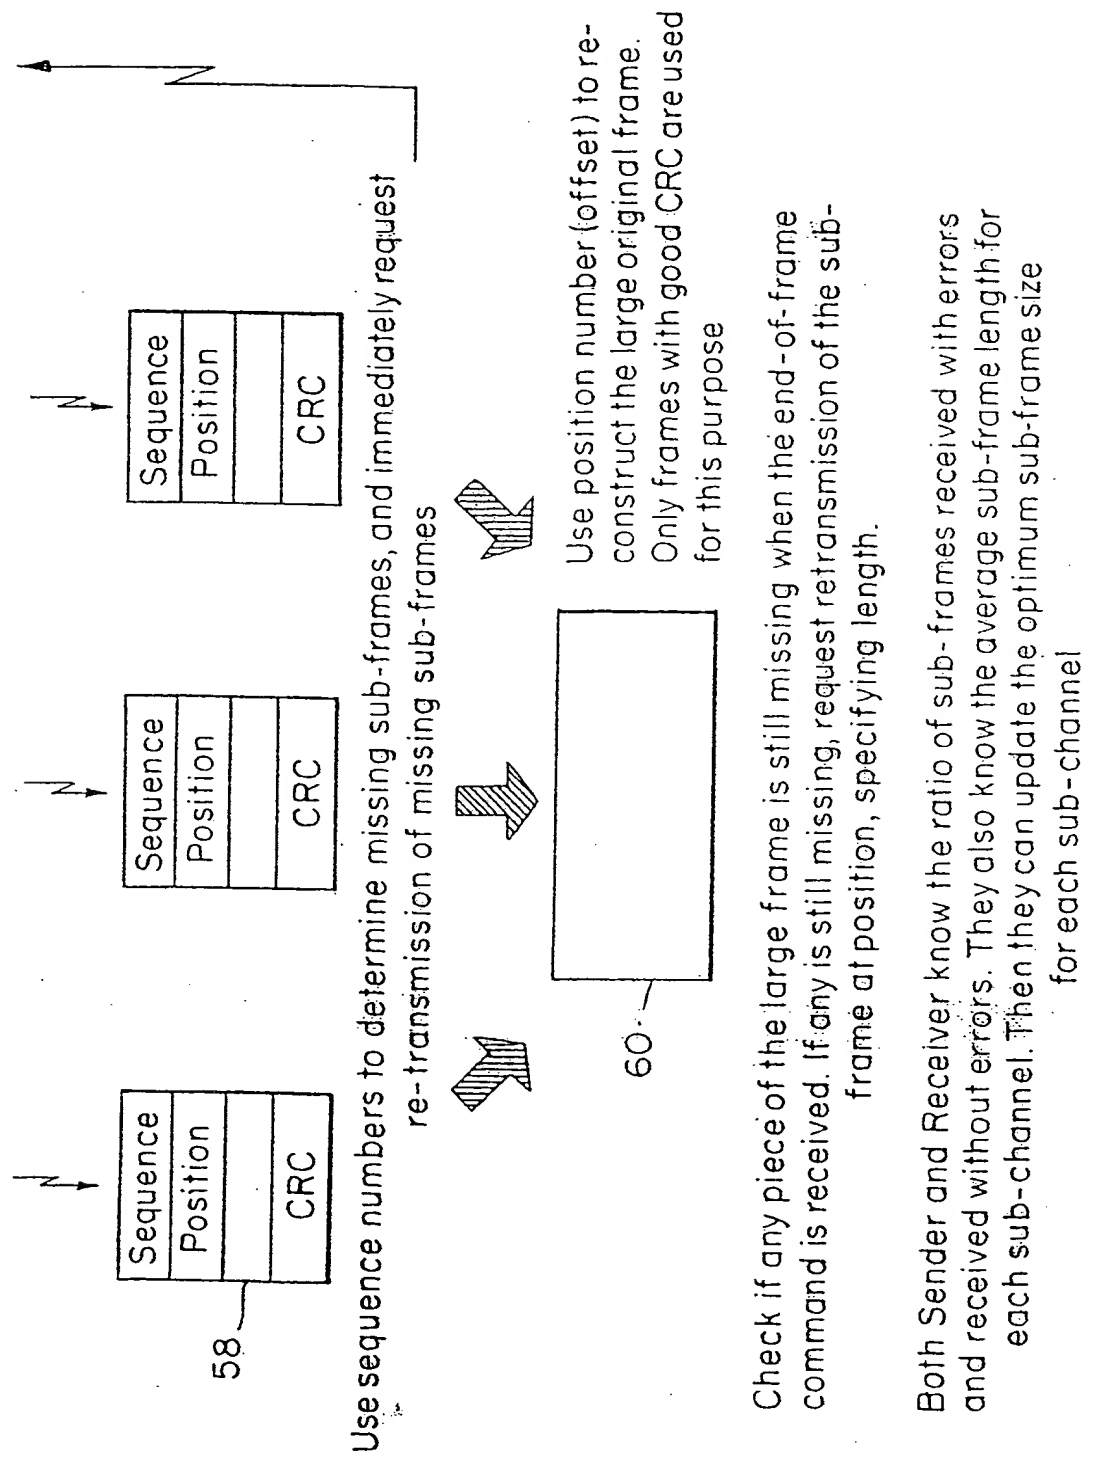 Sequence
Position
CRC
58
Sequence
Position
CRC
Sequence
Position
CRC
Use sequence numbers to determine missing sub-frames, and immediately request
re-transmission of missing sub-frames
60
Use position number (offset) to re-
construct the large original frame.
Only frames with good CRC are used
for this purpose
Check if any piece of the large frame is still missing when the end-of-frame
command is received. If any is still missing, request retransmission of the sub-
frame at position, specifying length.
Both Sender and Receiver know the ratio of sub-frames received with errors
and received without errors. They also know the average sub-frame length for
each sub-channel. Then they can update the optimum sub-frame size
for each sub-channel